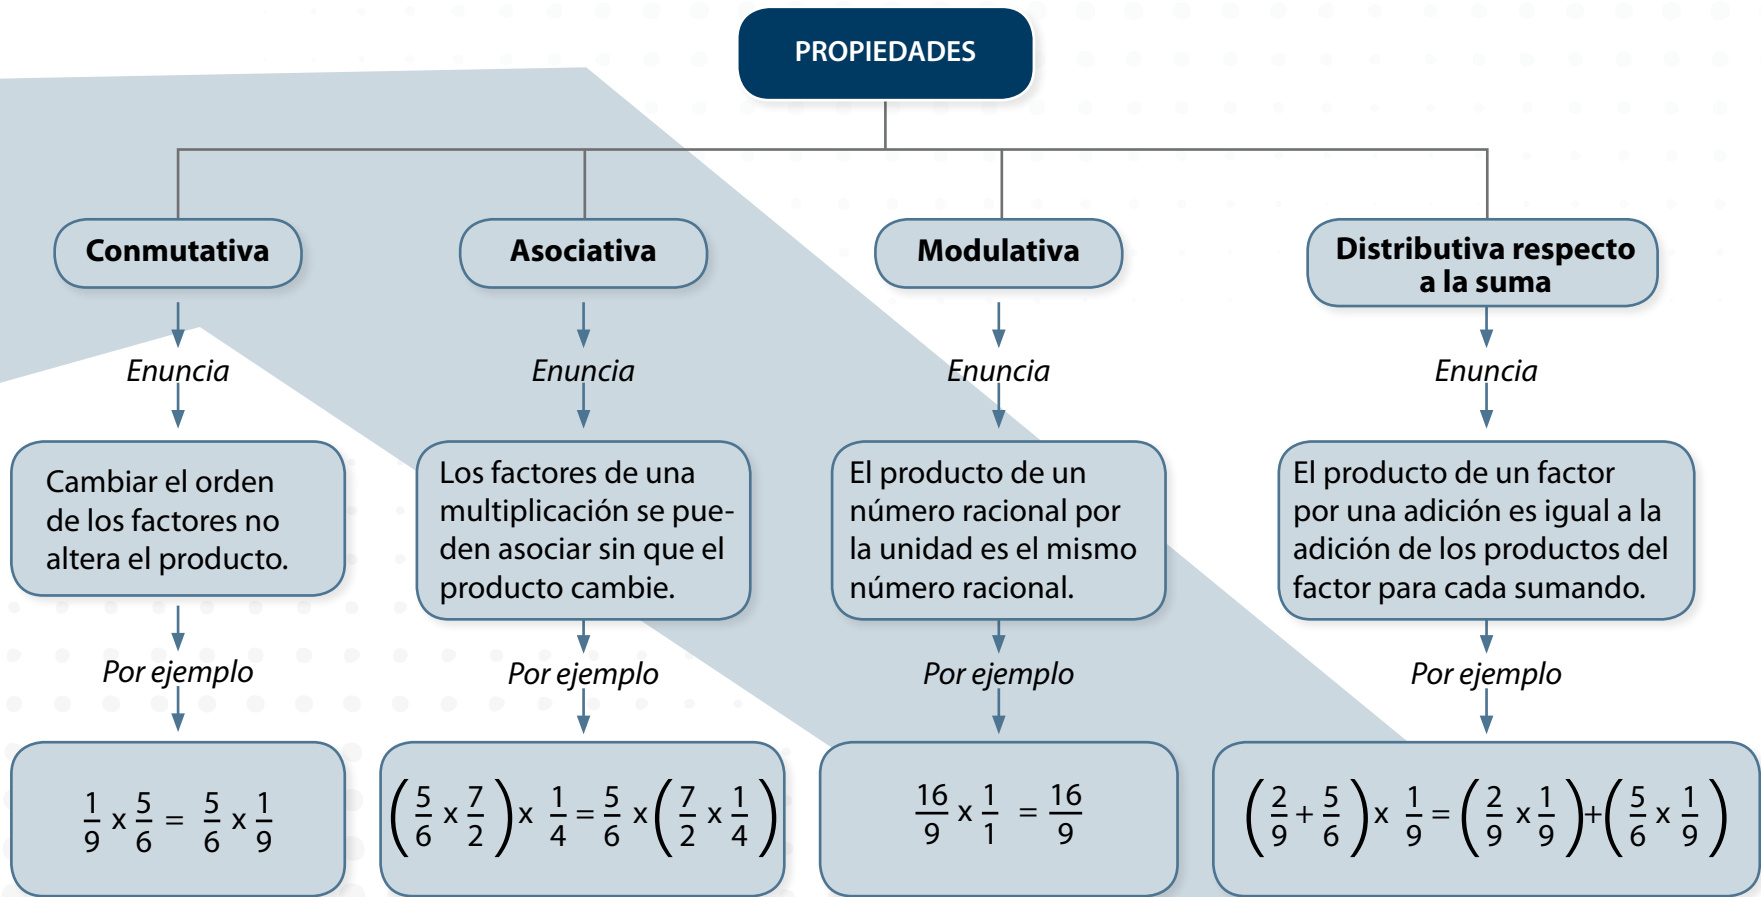 PROPIEDADES
Conmutativa
Enuncia
Cambiar el orden
de los factores no
altera el producto.
Por ejemplo
1/9 x 5/6 = 5/6 x 1/9
Asociativa
Enuncia
Los factores de una
multiplicación se pue-
den asociar sin que el
producto cambie.
Por ejemplo
(5/6 x 7/2) x 1/4 = 5/6 x (7/2 x 1/4)
Modulativa
Enuncia
El producto de un
número racional por
la unidad es el mismo
número racional.
Por ejemplo
16/9 x 1/1 = 16/9
Distributiva respecto
a la suma
Enuncia
El producto de un factor
por una adición es igual a la
adición de los productos del
factor para cada sumando.
Por ejemplo
(2/9 + 5/6) x 1/9 = (2/9 x 1/9) + (5/6 x 1/9)